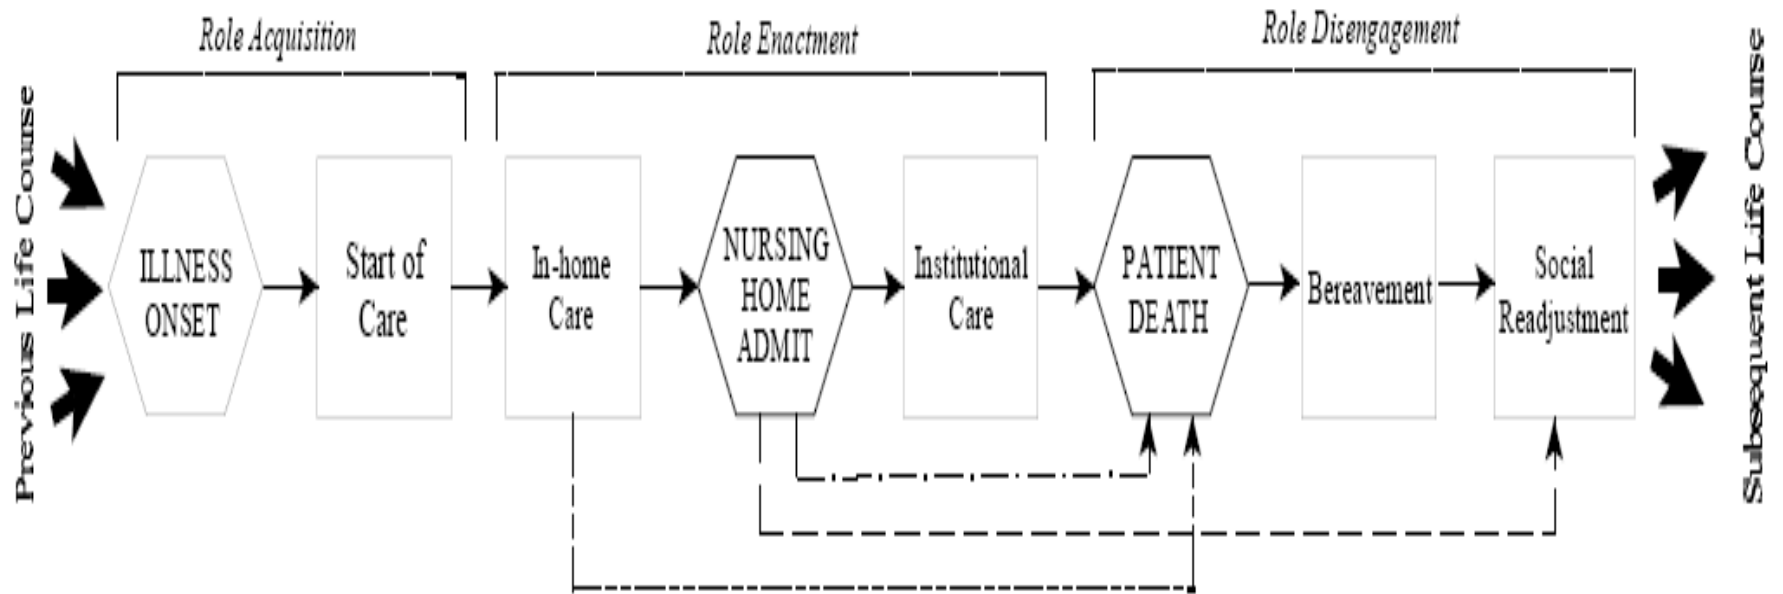 Role Acquisition
Role Enactment
Role Disengagement
Previous Life Course
ILLNESS
ONSET
Start of
Care
In-home
Care
NURSING
HOME
ADMIT
Institutional
Care
PATIENT
DEATH
Bereavement
Social
Readjustment
Subsequent Life Course